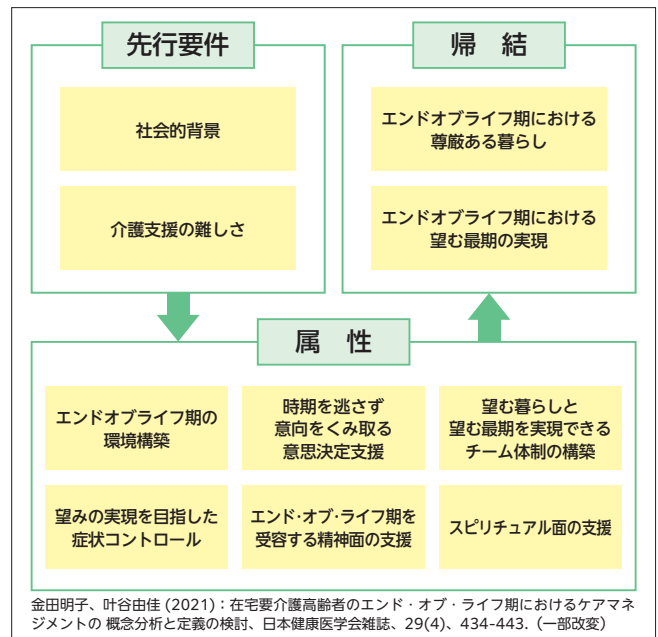 先行要件
社会的背景
介護支援の難しさ
帰 結
エンドオブライフ期における
尊厳ある暮らし
エンドオブライフ期における
望む最期の実現
属 性
エンドオブライフ期の
環境構築
時期を逃さず
意向をくみ取る
意思決定支援
望む暮らしと
望む最期を実現できる
チーム体制の構築
望みの実現を目指した
症状コントロール
エンド・オブ・ライフ期を
受容する精神面の支援
スピリチュアル面の支援
金田明子、叶谷由佳 (2021)：在宅要介護高齢者のエンド・オブ・ライフ期におけるケアマネ
ジメントの 概念分析と定義の検討、日本健康医学会雑誌、29(4)、434-443.（一部改変）